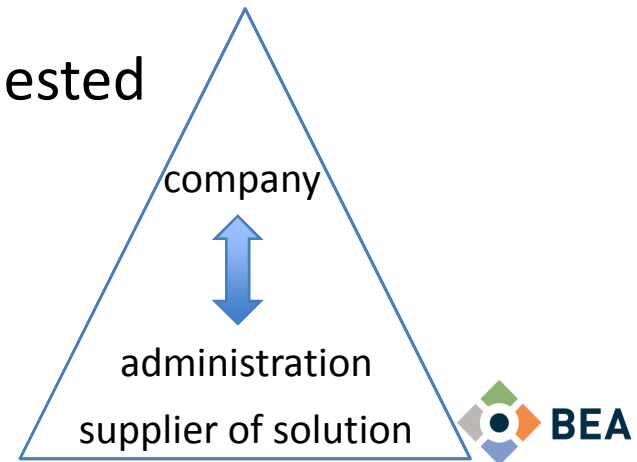 ested
company
administration
supplier of solution
BEA